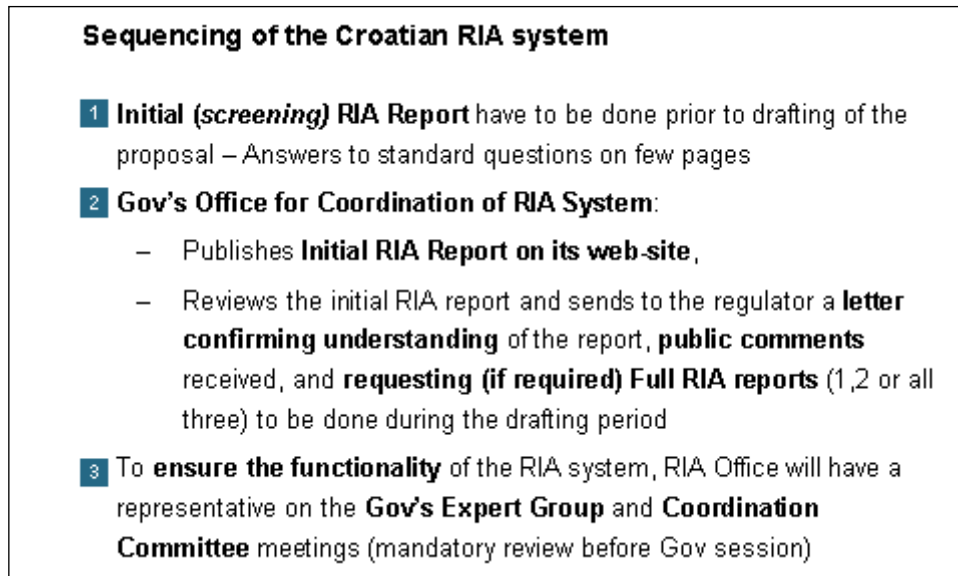 Sequencing of the Croatian RIA system
1 Initial (screening) RIA Report have to be done prior to drafting of the
proposal – Answers to standard questions on few pages
2 Gov's Office for Coordination of RIA System:
– Publishes Initial RIA Report on its web-site,
– Reviews the initial RIA report and sends to the regulator a letter
confirming understanding of the report, public comments
received, and requesting (if required) Full RIA reports (1,2 or all
three) to be done during the drafting period
3 To ensure the functionality of the RIA system, RIA Office will have a
representative on the Gov's Expert Group and Coordination
Committee meetings (mandatory review before Gov session)